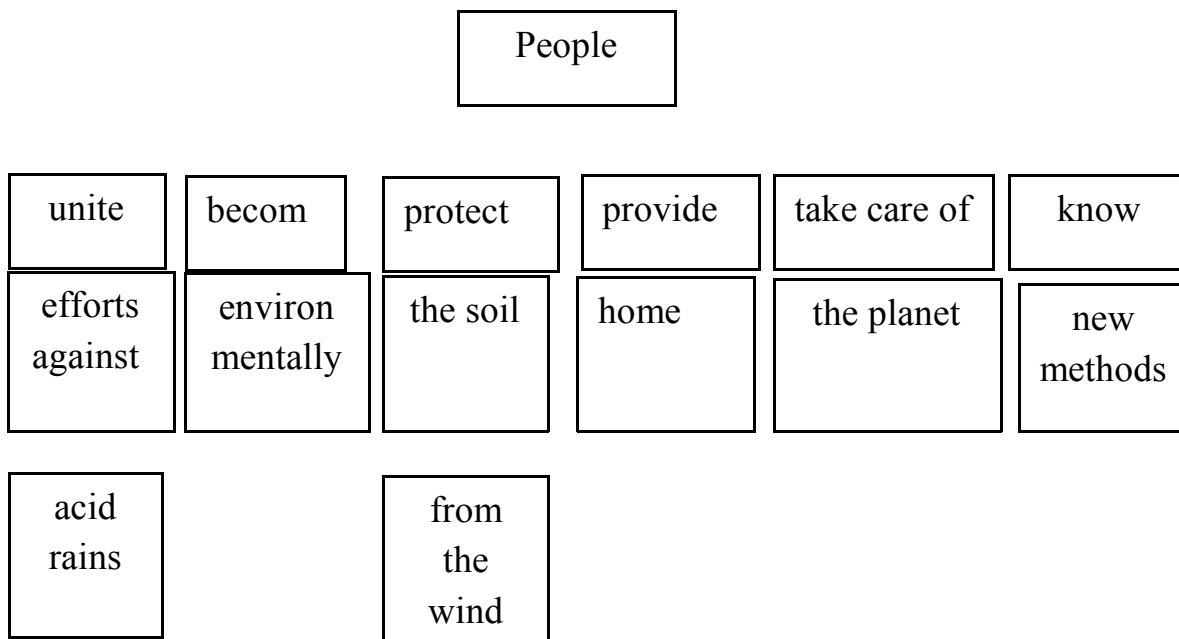 People
unite
becom
protect
provide
take care of
know
efforts
against
environ
mentally
the soil
home
the planet
new
methods
acid
rains
from
the
wind